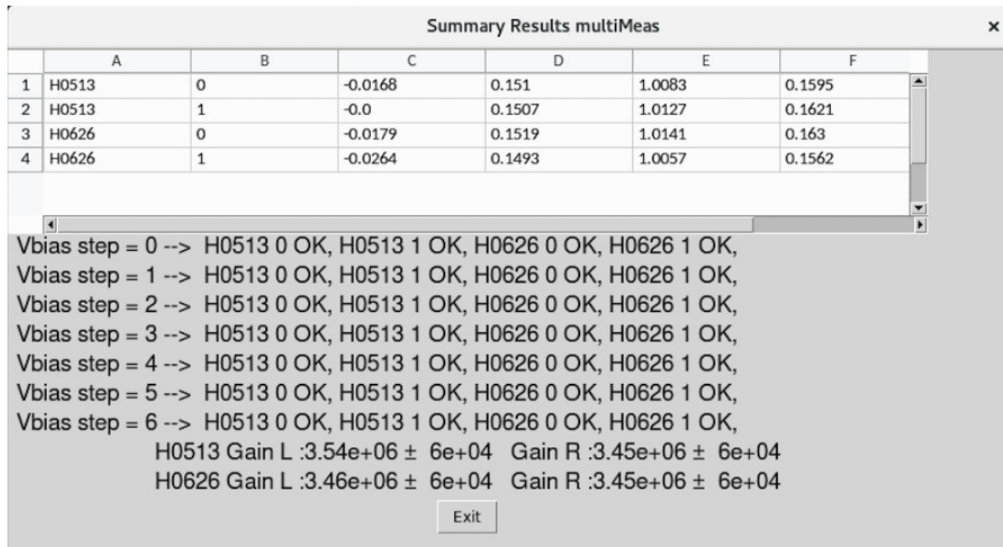 Summary Results multiMeas ×
A B C D E F
1 H0513 0 -0.0168 0.151 1.0083 0.1595
2 H0513 1 -0.0 0.1507 1.0127 0.1621
3 H0626 0 -0.0179 0.1519 1.0141 0.163
4 H0626 1 -0.0264 0.1493 1.0057 0.1562
Vbias step = 0 --> H0513 0 OK, H0513 1 OK, H0626 0 OK, H0626 1 OK,
Vbias step = 1 --> H0513 0 OK, H0513 1 OK, H0626 0 OK, H0626 1 OK,
Vbias step = 2 --> H0513 0 OK, H0513 1 OK, H0626 0 OK, H0626 1 OK,
Vbias step = 3 --> H0513 0 OK, H0513 1 OK, H0626 0 OK, H0626 1 OK,
Vbias step = 4 --> H0513 0 OK, H0513 1 OK, H0626 0 OK, H0626 1 OK,
Vbias step = 5 --> H0513 0 OK, H0513 1 OK, H0626 0 OK, H0626 1 OK,
Vbias step = 6 --> H0513 0 OK, H0513 1 OK, H0626 0 OK, H0626 1 OK,
H0513 Gain L :3.54e+06 ± 6e+04 Gain R :3.45e+06 ± 6e+04
H0626 Gain L :3.46e+06 ± 6e+04 Gain R :3.45e+06 ± 6e+04
Exit